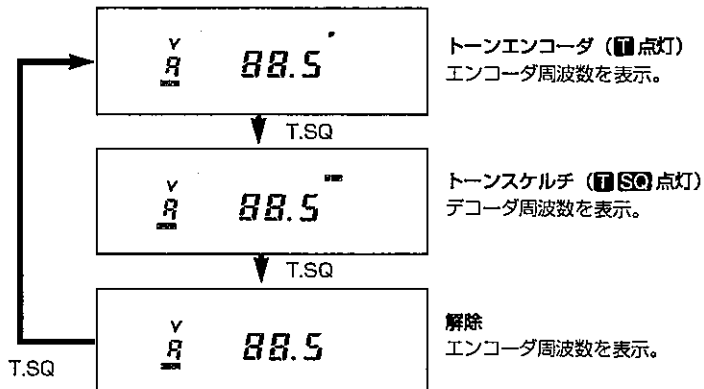 V
A 88.5
トーンエンコーダ (T点灯)
エンコーダ周波数を表示。
T.SQ
V
A 88.5
トーンスケルチ (T SQ点灯)
デコーダ周波数を表示。
T.SQ
V
A 88.5
解除
エンコーダ周波数を表示。
T.SQ